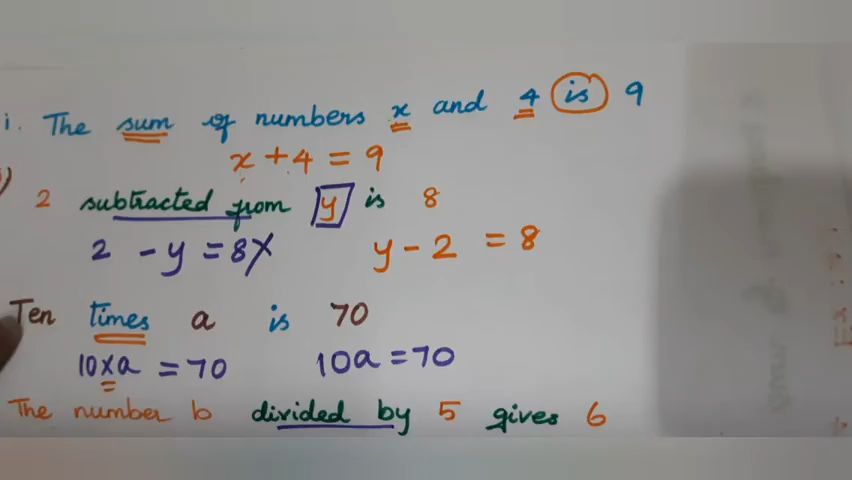 i. The sum of numbers x and 4 is 9
x + 4 = 9
) 2 subtracted from y is 8
2 - y = 8 X y - 2 = 8
Ten times a is 70
10 x a = 70 10a = 70
The number b divided by 5 gives 6